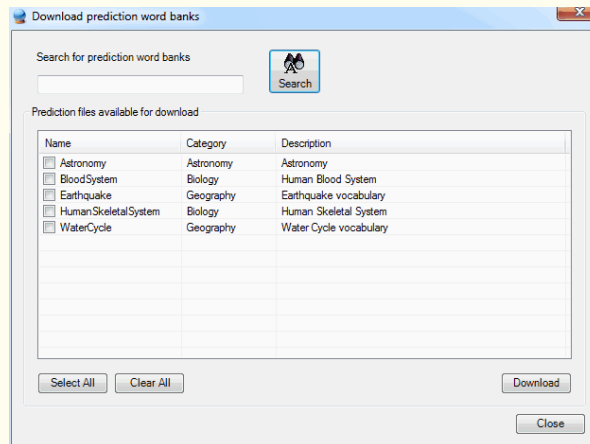 Download prediction word banks
Search for prediction word banks
Search
Prediction files available for download
Name Category Description
Astronomy Astronomy Astronomy
BloodSystem Biology Human Blood System
Earthquake Geography Earthquake vocabulary
HumanSkeletalSystem Biology Human Skeletal System
WaterCycle Geography Water Cycle vocabulary
Select All Clear All Download
Close